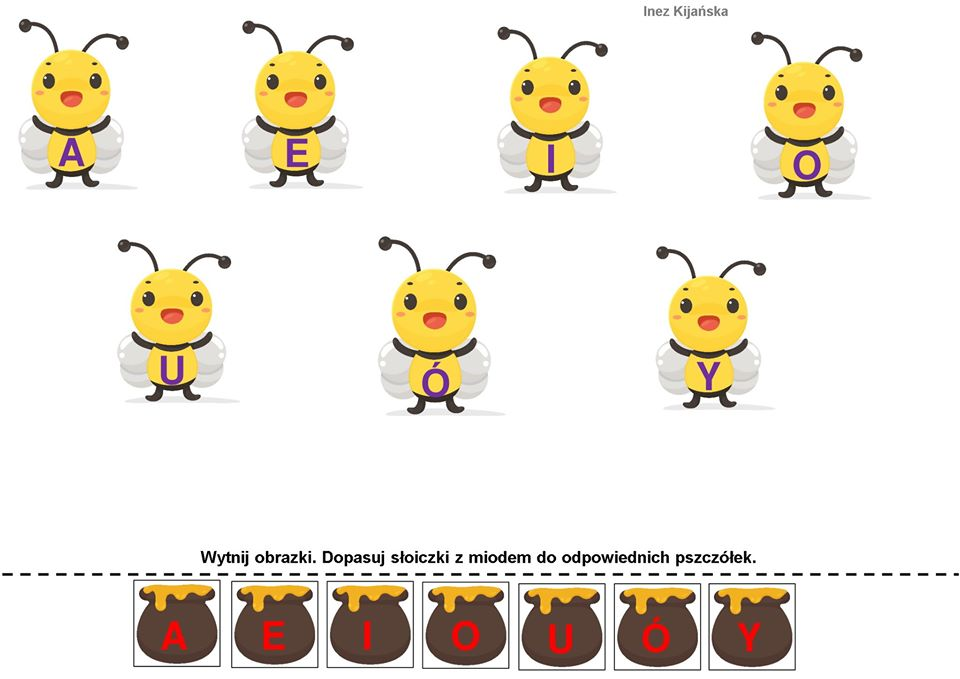 Inez Kijańska
A E I O
U Ó Y
Wytnij obrazki. Dopasuj słoiczki z miodem do odpowiednich pszczółek.
A E I O U Ó Y